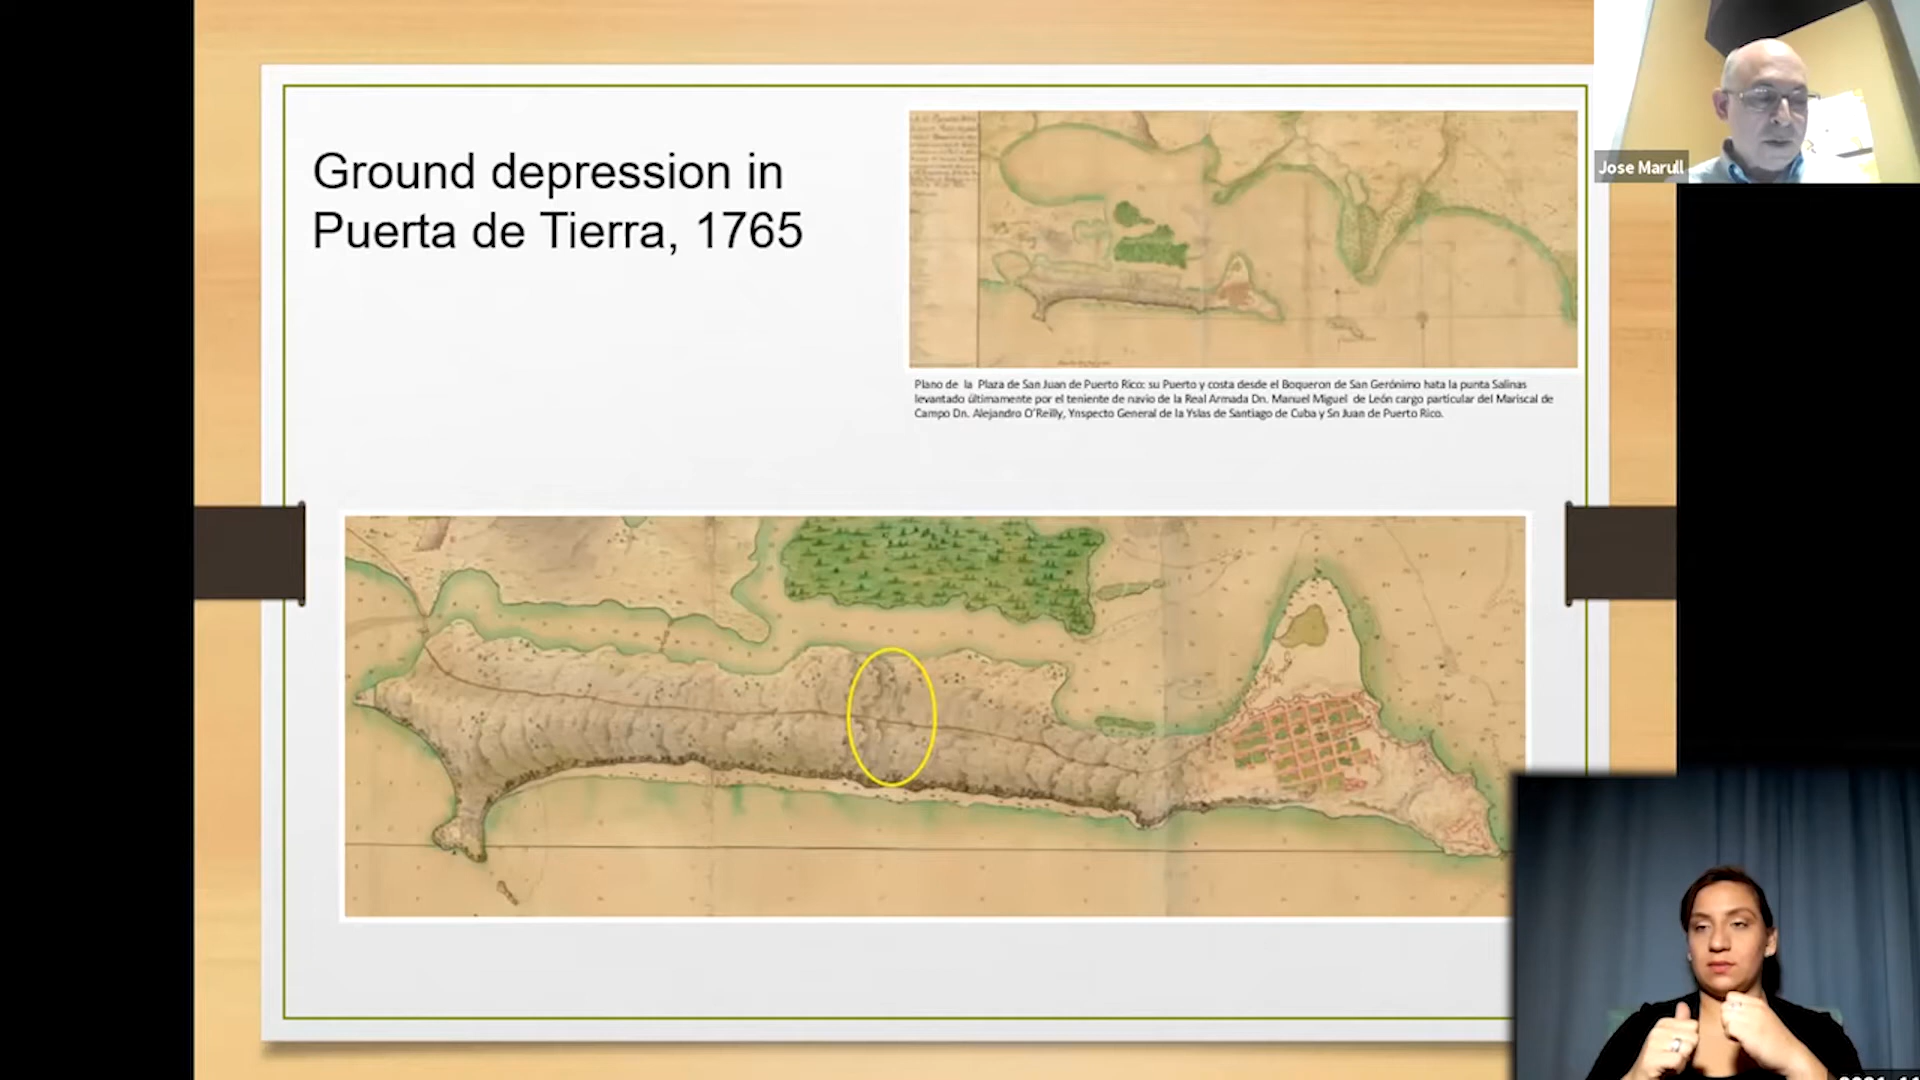 Ground depression in
Puerta de Tierra, 1765
Plano de la Plaza de San Juan de Puerto Rico: su Puerto y costa desde el Boqueron de San Gerónimo hata la punta Salinas
levantado últimamente por el teniente de navio de la Real Armada Dn. Manuel Miguel de León cargo particular del Mariscal de
Campo Dn. Alejandro O'Reilly, Ynspecto General de la Yslas de Santiago de Cuba y Sn Juan de Puerto Rico.
Jose Marull